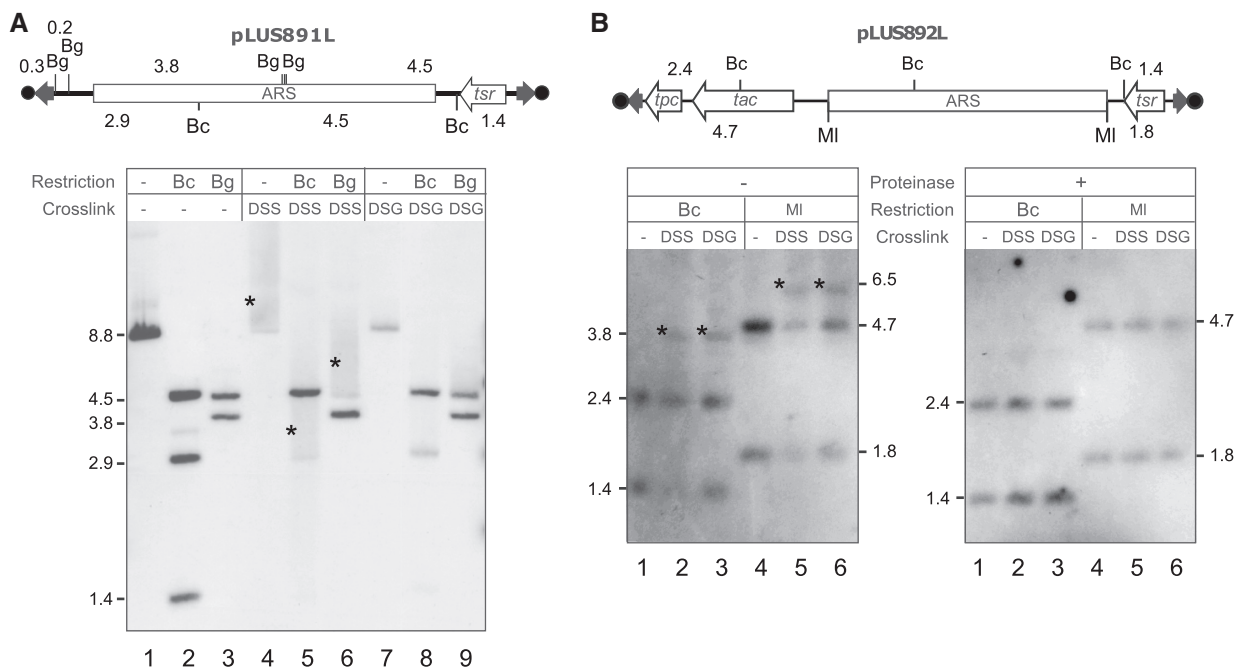 A
pLUS891L
0.2
Bg
0.3 Bg 3.8 Bg Bg 4.5
ARS tsr
2.9 Bc 4.5 Bc 1.4
Restriction - Bc Bg - Bc Bg - Bc Bg
Crosslink - - - DSS DSS DSS DSG DSG DSG
*
8.8
*
4.5
3.8
*
2.9
1.4
1 2 3 4 5 6 7 8 9
B
pLUS892L
2.4 Bc Bc Bc 1.4
tpc tac ARS tsr
4.7 MI MI 1.8
- Proteinase +
Bc MI Restriction Bc MI
- DSS DSG - DSS DSG Crosslink - DSS DSG - DSS DSG
* * 6.5
3.8 * * 4.7 4.7
2.4 2.4
1.8 1.8
1.4 1.4
1 2 3 4 5 6 1 2 3 4 5 6